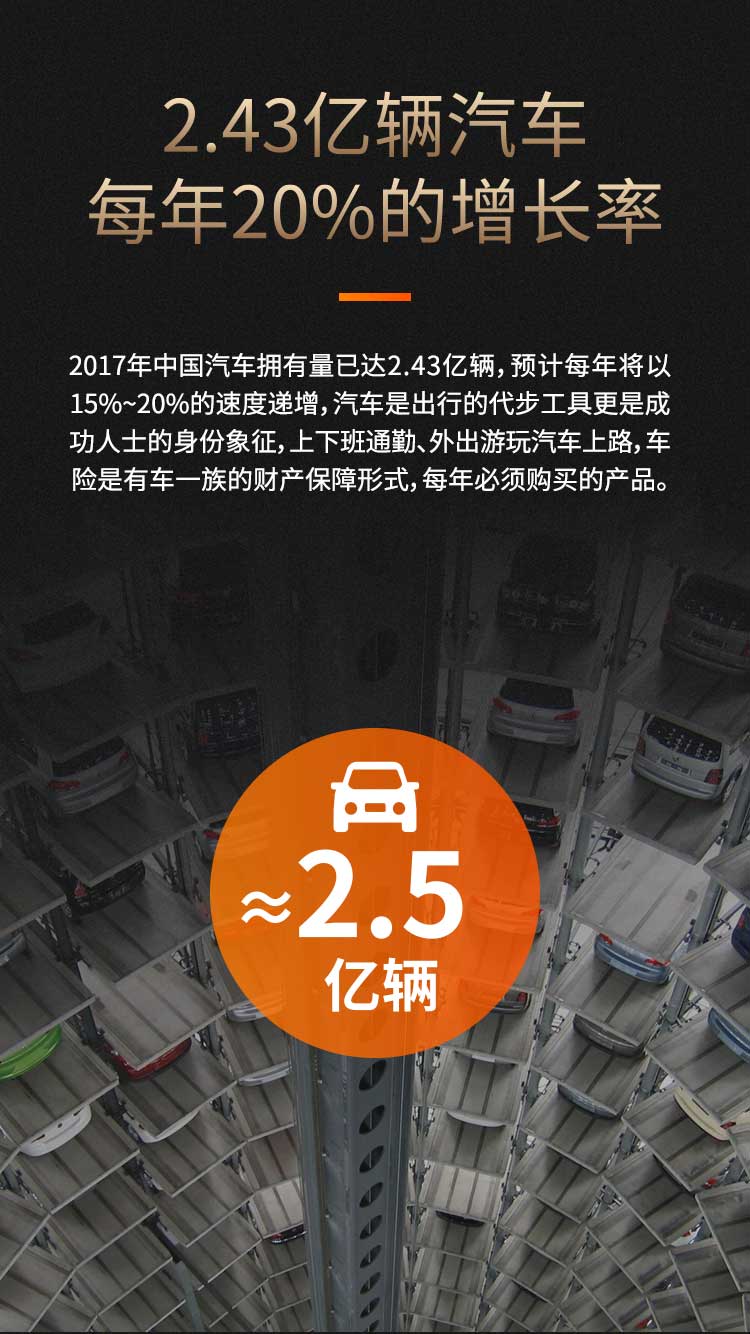 2.43亿辆汽车
每年20%的增长率
2017年中国汽车拥有量已达2.43亿辆，预计每年将以
15%~20%的速度递增，汽车是出行的代步工具更是成
功人士的身份象征，上下班通勤、外出游玩汽车上路，车
险是有车一族的财产保障形式，每年必须购买的产品。
≈2.5
亿辆